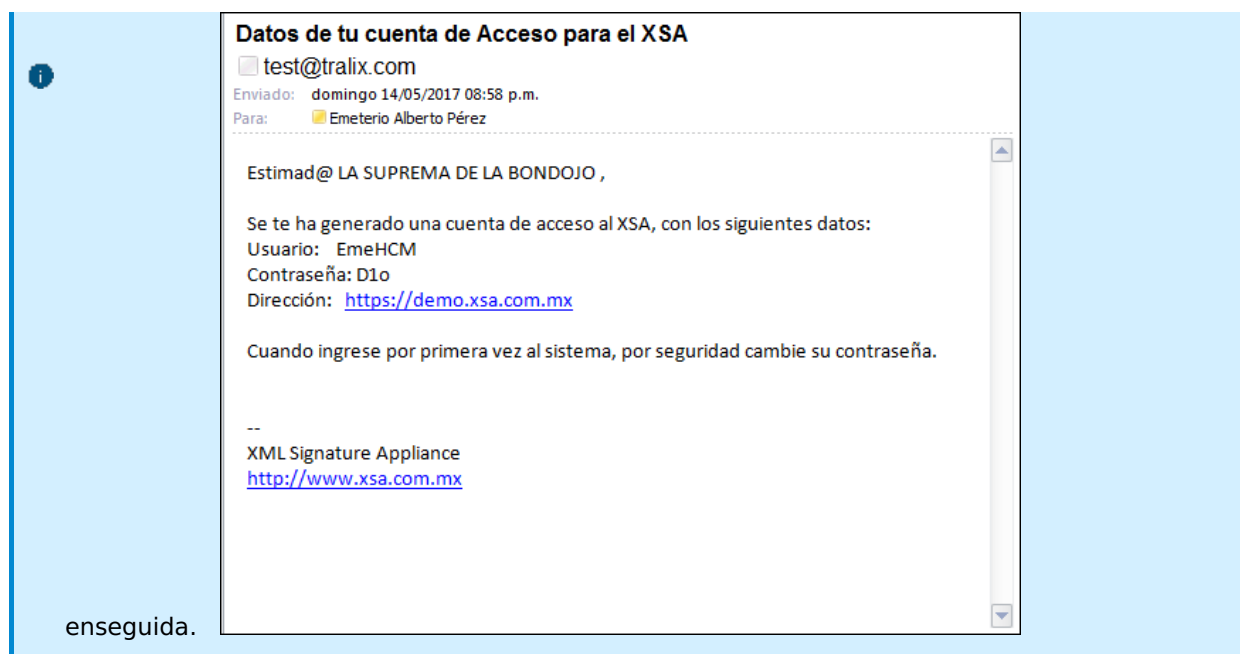 Datos de tu cuenta de Acceso para el XSA
test@tralix.com
Enviado: domingo 14/05/2017 08:58 p.m.
Para: Emeterio Alberto Pérez
Estimad@ LA SUPREMA DE LA BONDOJO ,
Se te ha generado una cuenta de acceso al XSA, con los siguientes datos:
Usuario: EmeHCM
Contraseña: D1o
Dirección: https://demo.xsa.com.mx
Cuando ingrese por primera vez al sistema, por seguridad cambie su contraseña.
--
XML Signature Appliance
http://www.xsa.com.mx
enseguida.